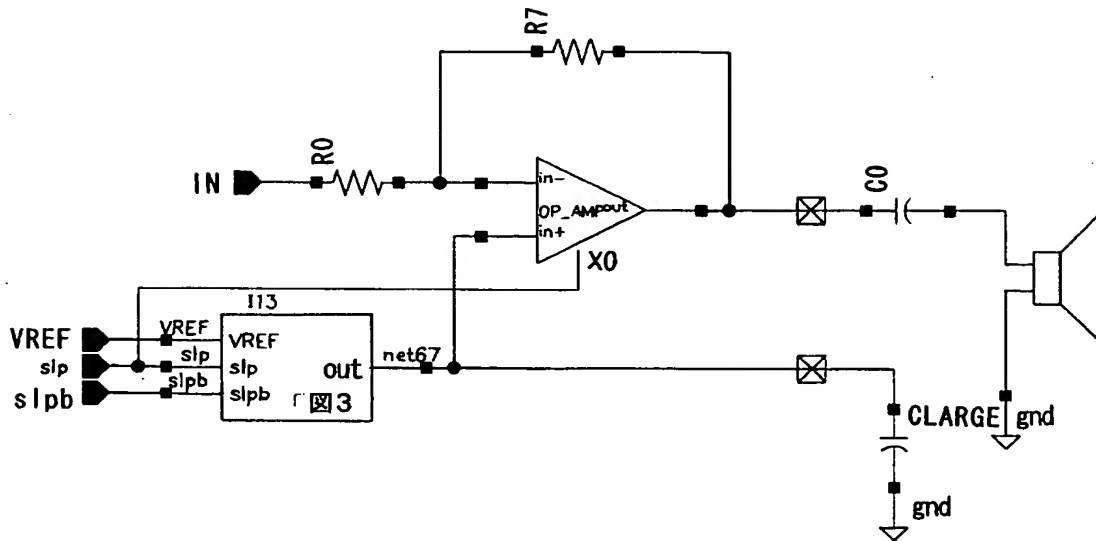 R7
R0
C0
IN
in-
OP_AMP
out
in+
X0
I13
VREF
VREF
VREF
slp
slp
slp
slpb
slpb
slpb
out
net67
図3
CLARGE
gnd
gnd